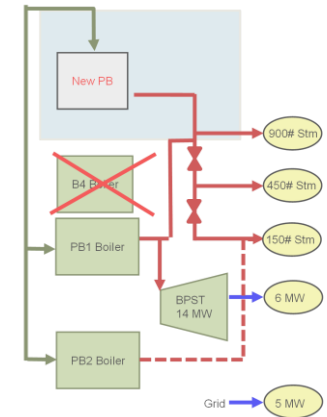 New PB
900# Stm
B4 Boiler
450# Stm
PB1 Boiler
150# Stm
BPST
14 MW
6 MW
PB2 Boiler
Grid
5 MW